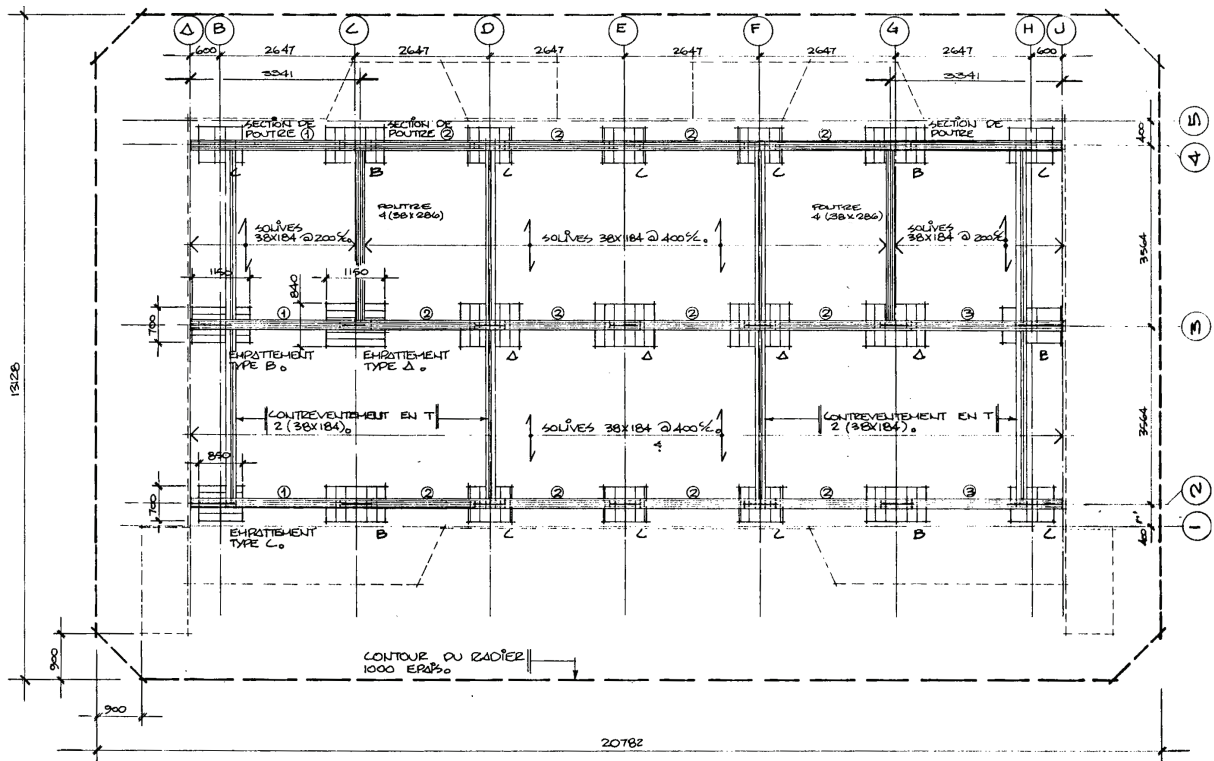 A B C D E F G H J
600 2647 2647 2647 2647 2647 2647 600
3341 3341
SECTION DE POUTRE ①
SECTION DE POUTRE ②
② ② ②
SECTION DE POUTRE
5
400
4
C B C C C B C
POUTRE
4 (38X286)
POUTRE
4 (38X286)
SOLIVES
38X184 @ 200 %.
SOLIVES 38X184 @ 400 %.
SOLIVES
38X184 @ 200 %.
3564
1150 1150
840
700
① ② ② ② ② ③
3
EMPATTEMENT
TYPE B.
EMPATTEMENT
TYPE A.
A A A A B
13128
CONTREVENTEMENT EN T
2 (38X184).
SOLIVES 38X184 @ 400 %.
CONTREVENTEMENT EN T
2 (38X184).
3564
850
700
① ② ② ② ② ③
2
1
400
EMPATTEMENT
TYPE C.
B C C C B C
900
CONTOUR DU RADIER
1000 EPAIS.
900
20782